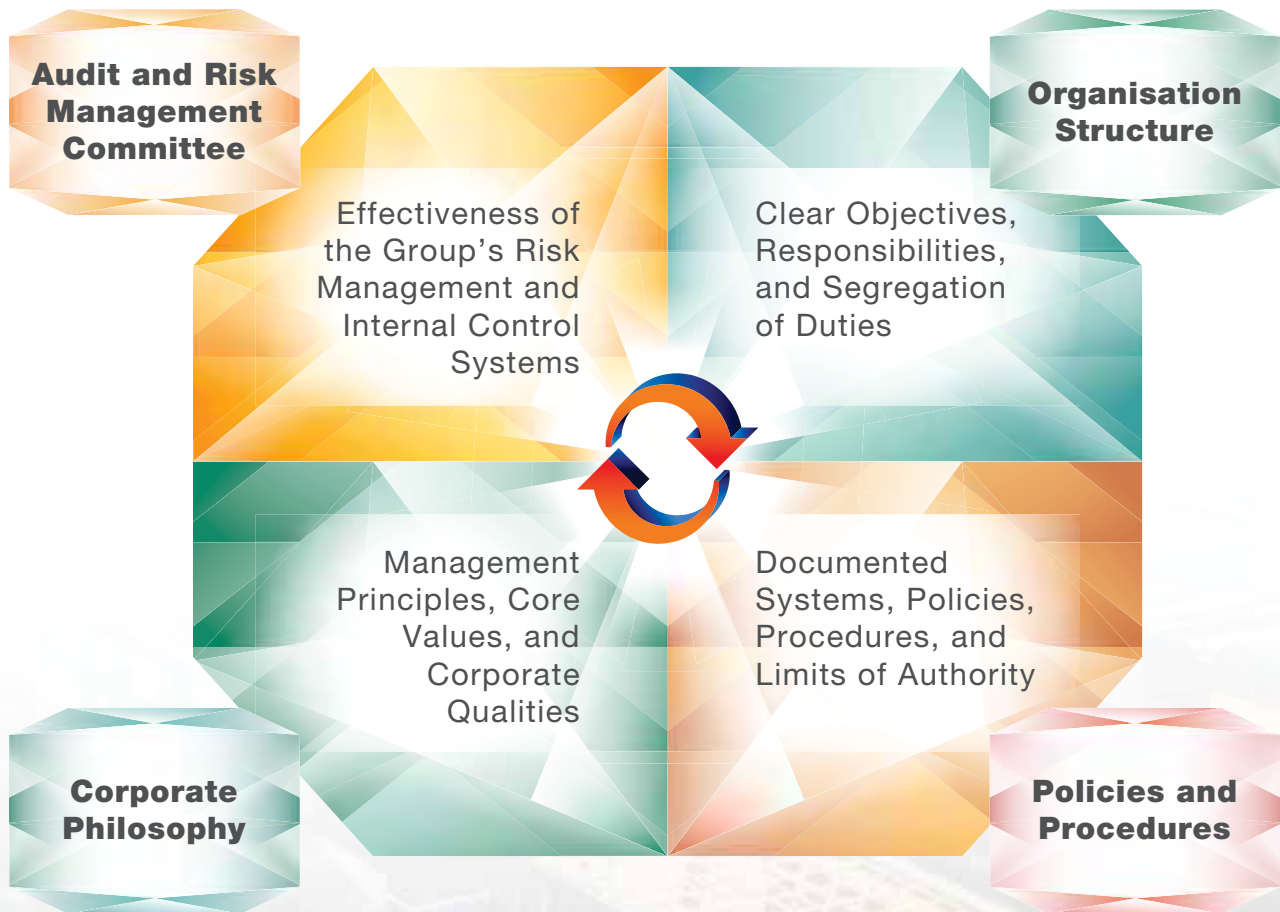 Audit and Risk
Management
Committee
Organisation
Structure
Effectiveness of
the Group’s Risk
Management and
Internal Control
Systems
Clear Objectives,
Responsibilities,
and Segregation
of Duties
Management
Principles, Core
Values, and
Corporate
Qualities
Documented
Systems, Policies,
Procedures, and
Limits of Authority
Corporate
Philosophy
Policies and
Procedures